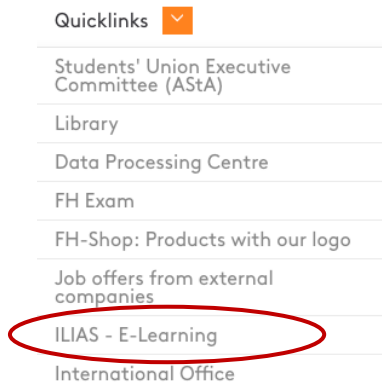 Quicklinks
Students' Union Executive
Committee (AStA)
Library
Data Processing Centre
FH Exam
FH-Shop: Products with our logo
Job offers from external
companies
ILIAS - E-Learning
International Office